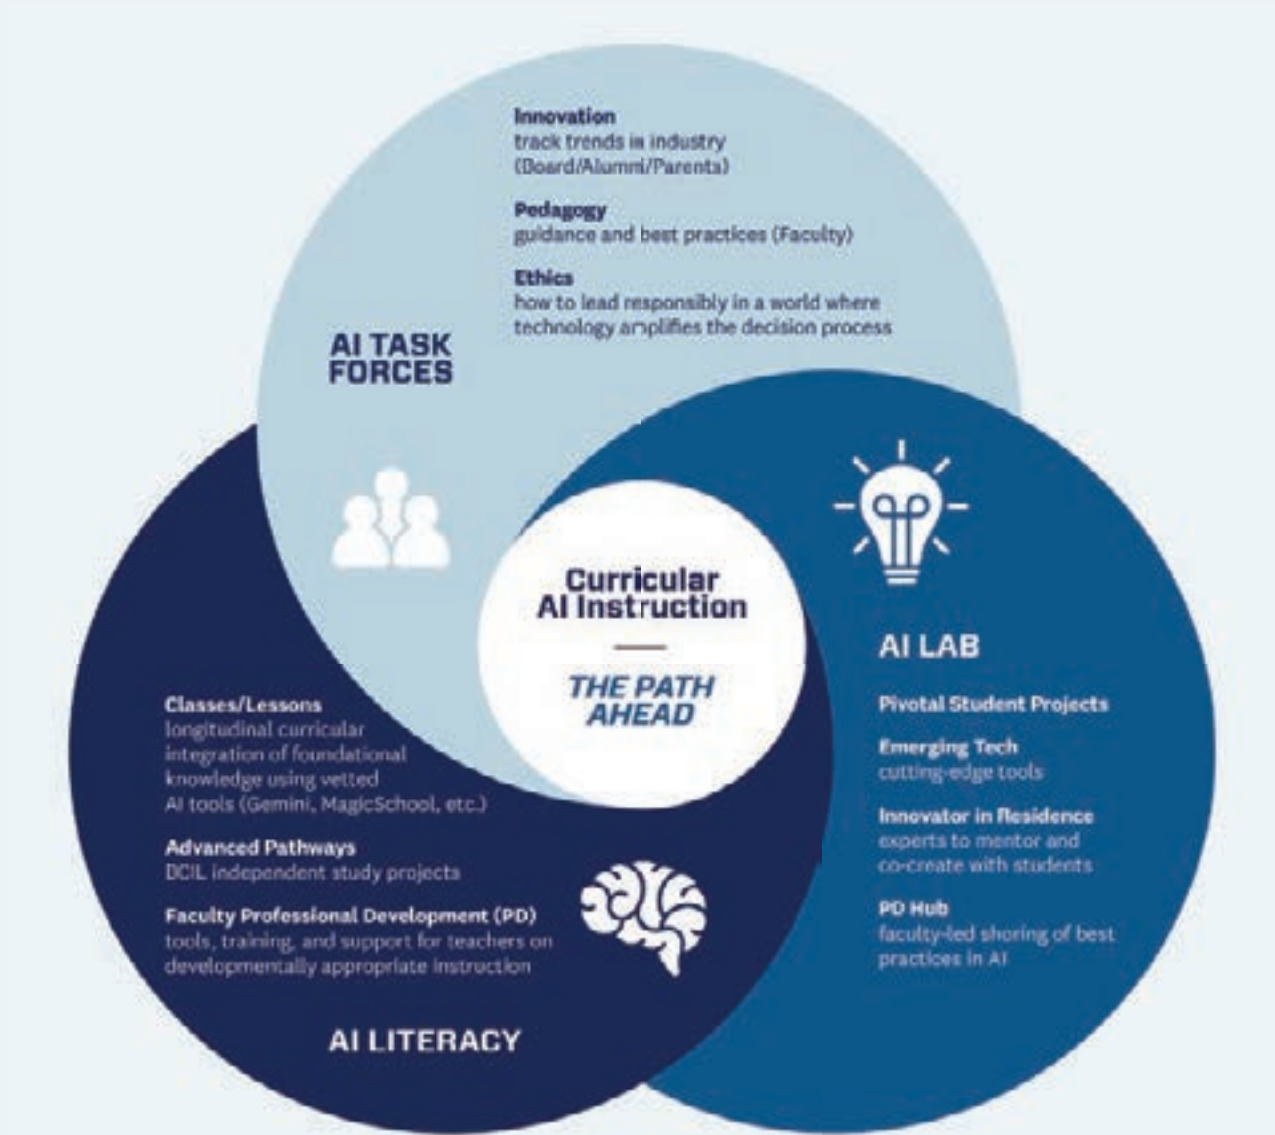 Innovation
track trends in industry
(Board/Alumni/Parents)
Pedagogy
guidance and best practices (Faculty)
Ethics
how to lead responsibly in a world where
technology amplifies the decision process
AI TASK
FORCES
Curricular
AI Instruction
THE PATH
AHEAD
AI LAB
Pivotal Student Projects
Emerging Tech
cutting-edge tools
Innovator in Residence
experts to mentor and
co-create with students
PD Hub
faculty-led sharing of best
practices in AI
Classes/Lessons
longitudinal curricular
integration of foundational
knowledge using vetted
AI tools (Gemini, MagicSchool, etc.)
Advanced Pathways
independent study projects
Faculty Professional Development (PD)
tools, training, and support for teachers on
developmentally appropriate instruction
AI LITERACY